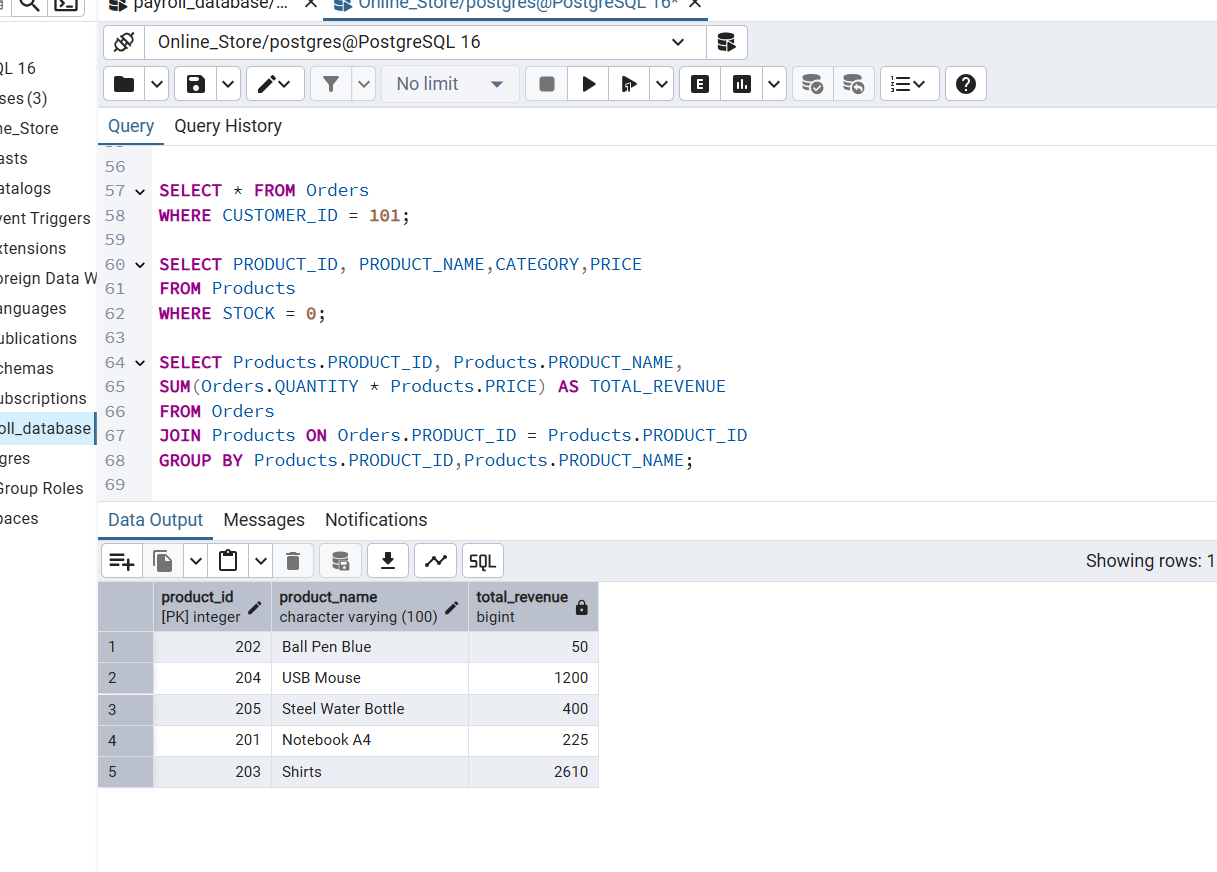 payroll_database/...
Online_Store/postgres@PostgreSQL 16*
Online_Store/postgres@PostgreSQL 16
No limit
E
Query
Query History
QL 16
ses (3)
ne_Store
asts
atalogs
vent Triggers
xtensions
oreign Data W
anguages
ublications
chemas
ubscriptions
oll_database
gres
Group Roles
paces
56
57 SELECT * FROM Orders
58 WHERE CUSTOMER_ID = 101;
59
60 SELECT PRODUCT_ID, PRODUCT_NAME,CATEGORY,PRICE
61 FROM Products
62 WHERE STOCK = 0;
63
64 SELECT Products.PRODUCT_ID, Products.PRODUCT_NAME,
65 SUM(Orders.QUANTITY * Products.PRICE) AS TOTAL_REVENUE
66 FROM Orders
67 JOIN Products ON Orders.PRODUCT_ID = Products.PRODUCT_ID
68 GROUP BY Products.PRODUCT_ID,Products.PRODUCT_NAME;
69
Data Output Messages Notifications
SQL
Showing rows: 1
product_id product_name total_revenue
[PK] integer character varying (100) bigint
1 202 Ball Pen Blue 50
2 204 USB Mouse 1200
3 205 Steel Water Bottle 400
4 201 Notebook A4 225
5 203 Shirts 2610